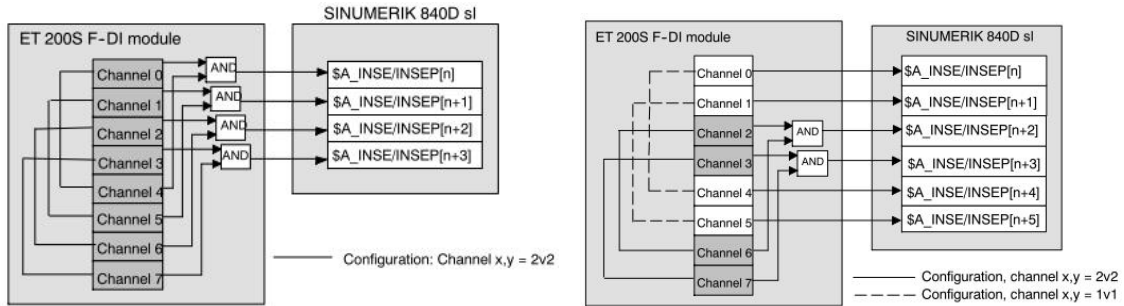 SINUMERIK 840D sl
ET 200S F-DI module
Channel 0
Channel 1
Channel 2
Channel 3
Channel 4
Channel 5
Channel 6
Channel 7
AND
AND
AND
AND
$A_INSE/INSEP[n]
$A_INSE/INSEP[n+1]
$A_INSE/INSEP[n+2]
$A_INSE/INSEP[n+3]
Configuration: Channel x,y = 2v2
ET 200S F-DI module
SINUMERIK 840D sl
Channel 0
Channel 1
Channel 2
Channel 3
Channel 4
Channel 5
Channel 6
Channel 7
AND
AND
$A_INSE/INSEP[n]
$A_INSE/INSEP[n+1]
$A_INSE/INSEP[n+2]
$A_INSE/INSEP[n+3]
$A_INSE/INSEP[n+4]
$A_INSE/INSEP[n+5]
Configuration, channel x,y = 2v2
Configuration, channel x,y = 1v1